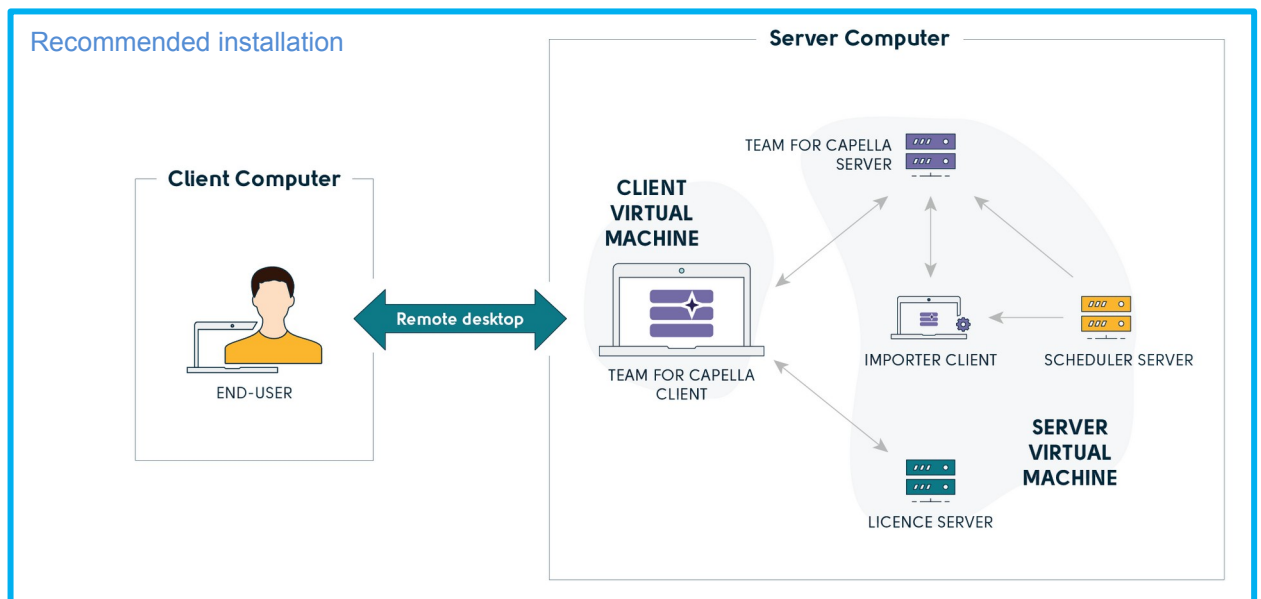 Recommended installation
Server Computer
Client Computer
END-USER
Remote desktop
CLIENT
VIRTUAL
MACHINE
TEAM FOR CAPELLA
CLIENT
TEAM FOR CAPELLA
SERVER
IMPORTER CLIENT
SCHEDULER SERVER
SERVER
VIRTUAL
MACHINE
LICENCE SERVER